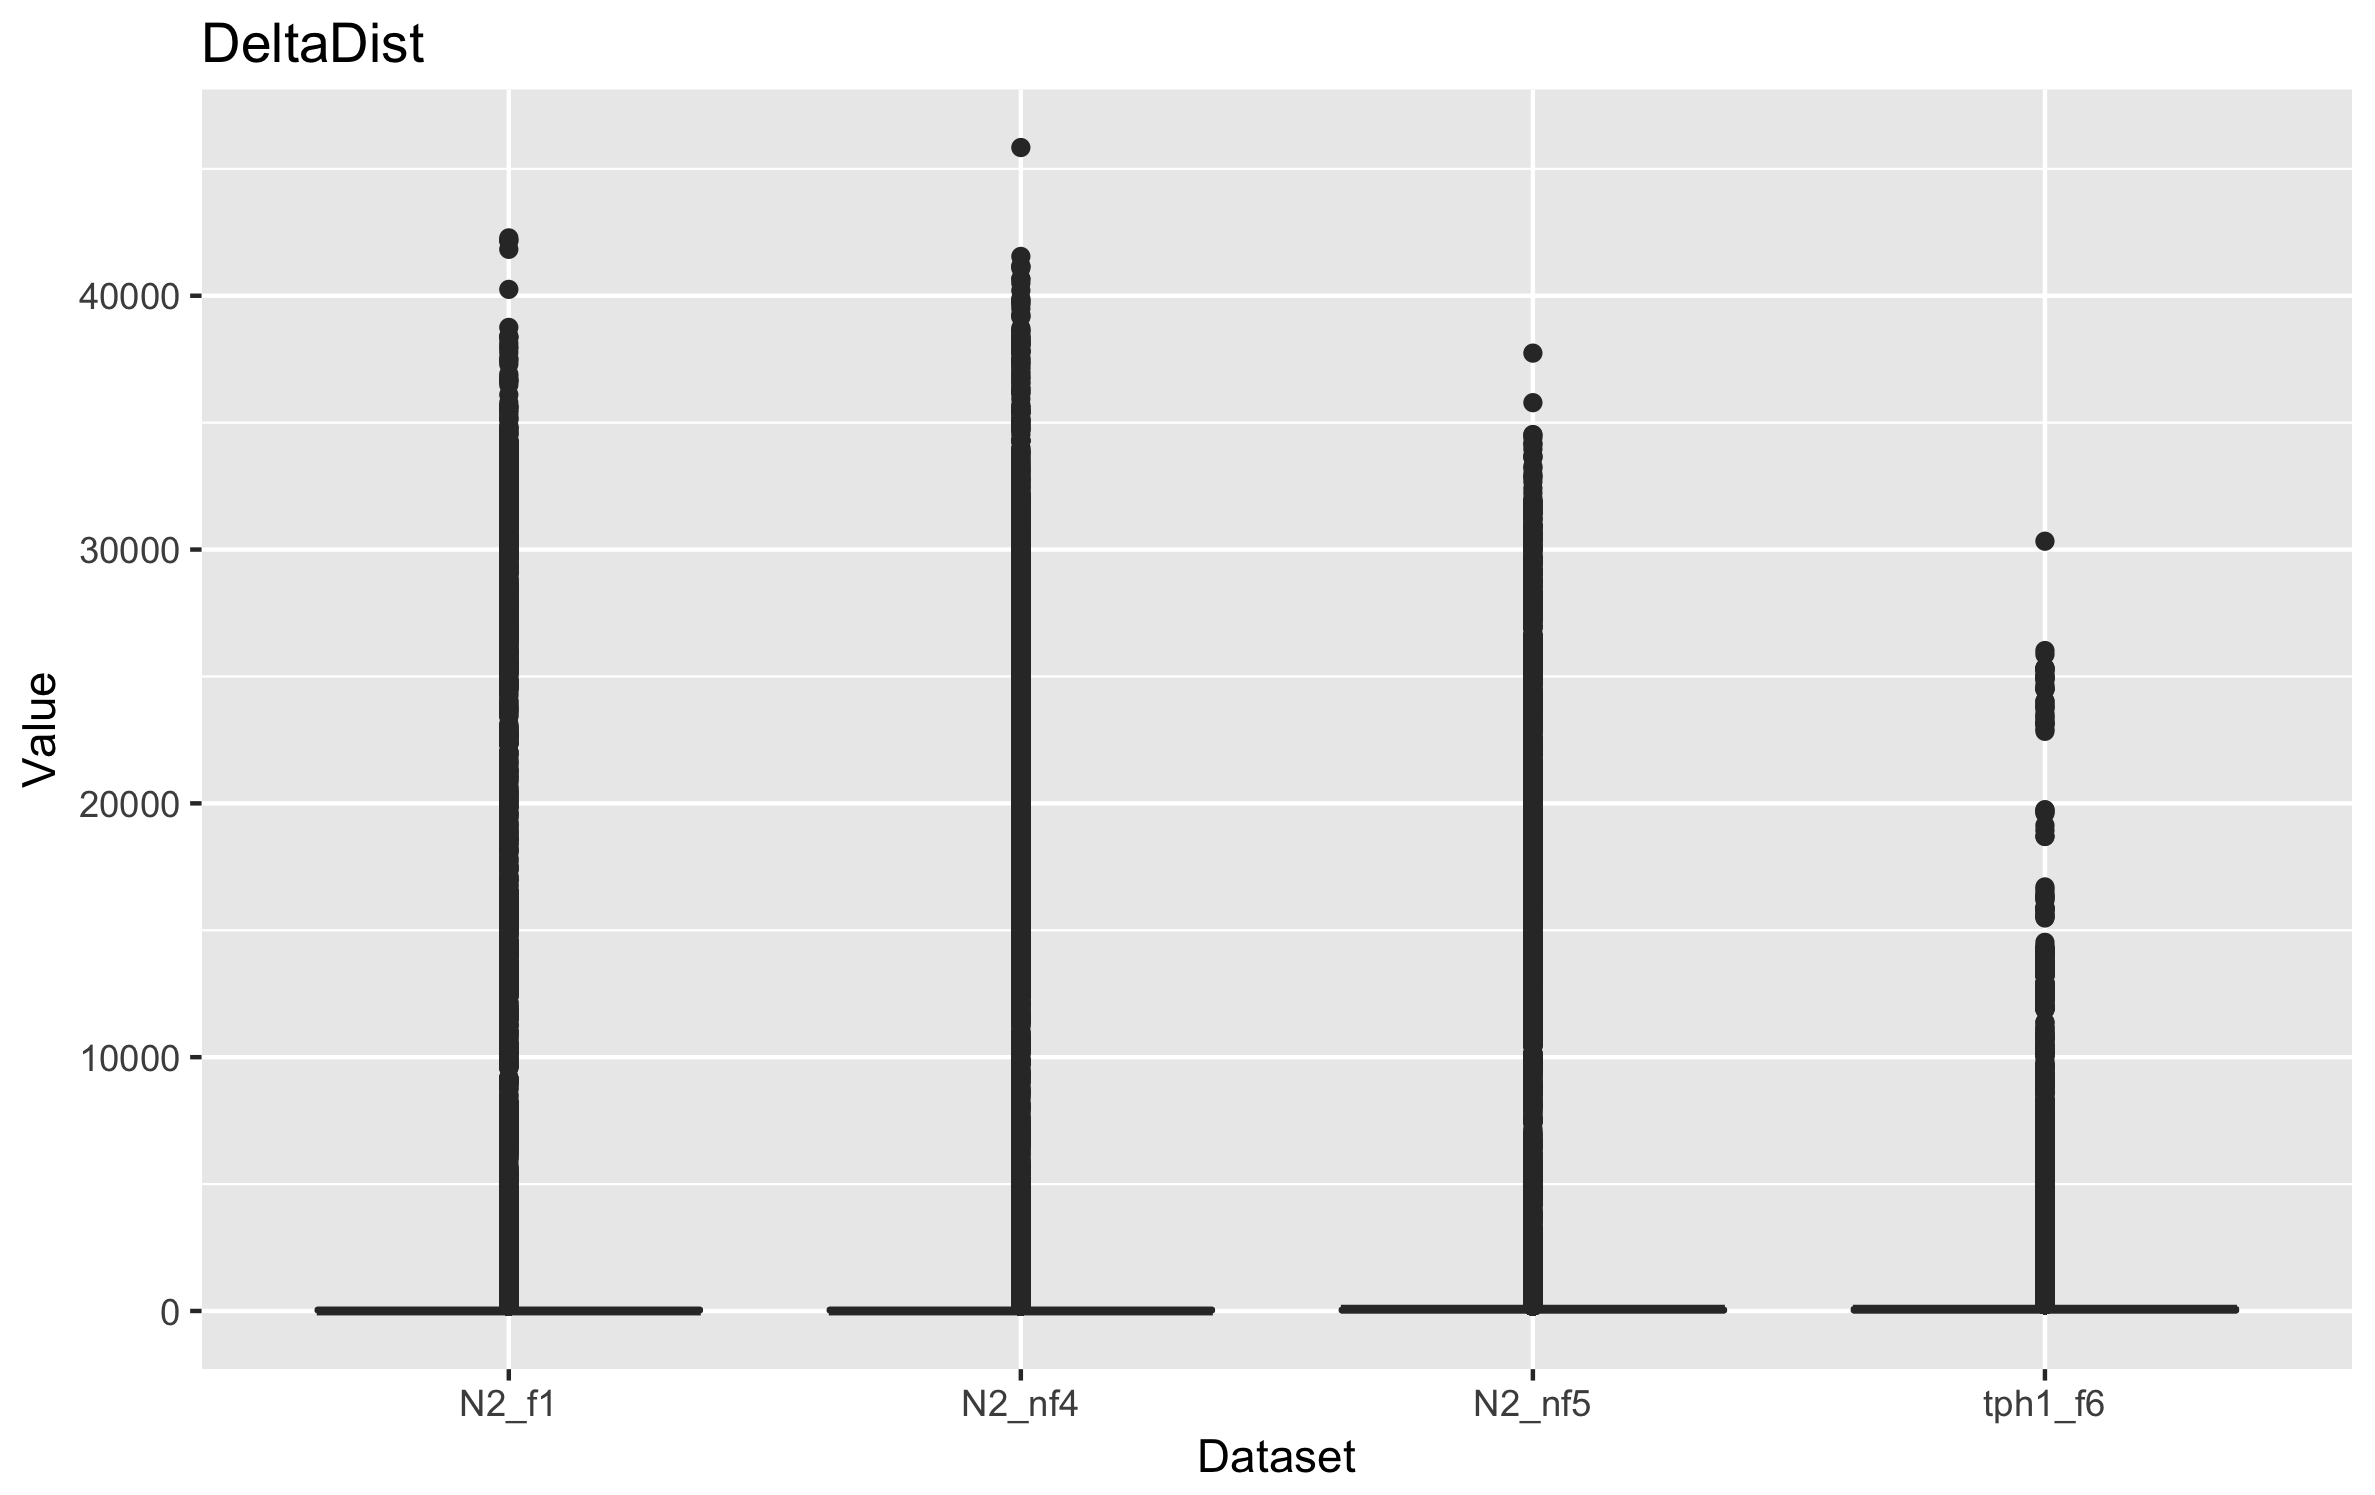 DeltaDist
Value
40000
30000
20000
10000
0
N2_f1
N2_nf4
N2_nf5
tph1_f6
Dataset